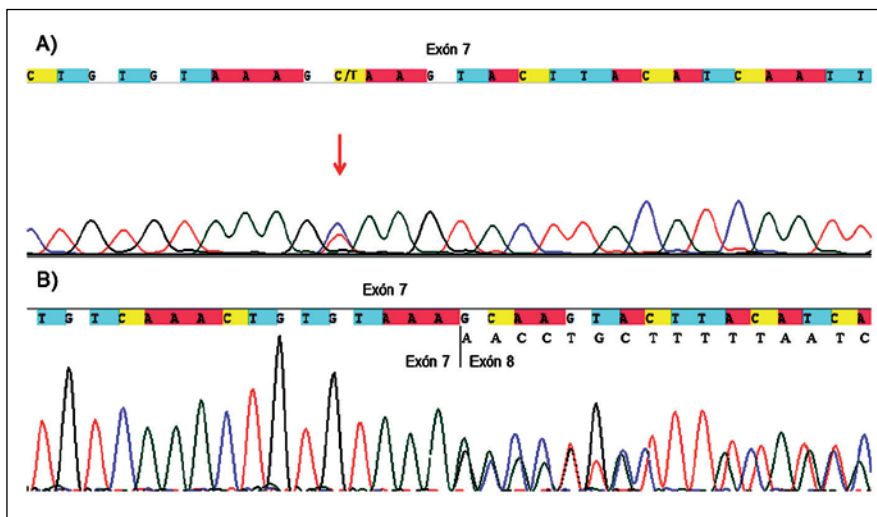 A)
Exón 7
C T G T G T A A A G C/T A A G T A C T T A C A T C A A T T
B)
Exón 7
T G T C A A A C T G T G T A A A G C A A G T A C T T A C A T C A
A A C C T G C T T T T T A A T C
Exón 7 Exón 8